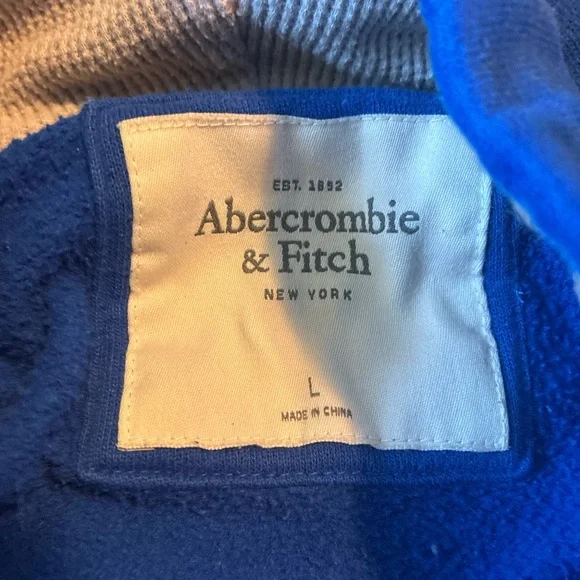 EST. 1892
Abercrombie
& Fitch
NEW YORK
L
MADE IN CHINA